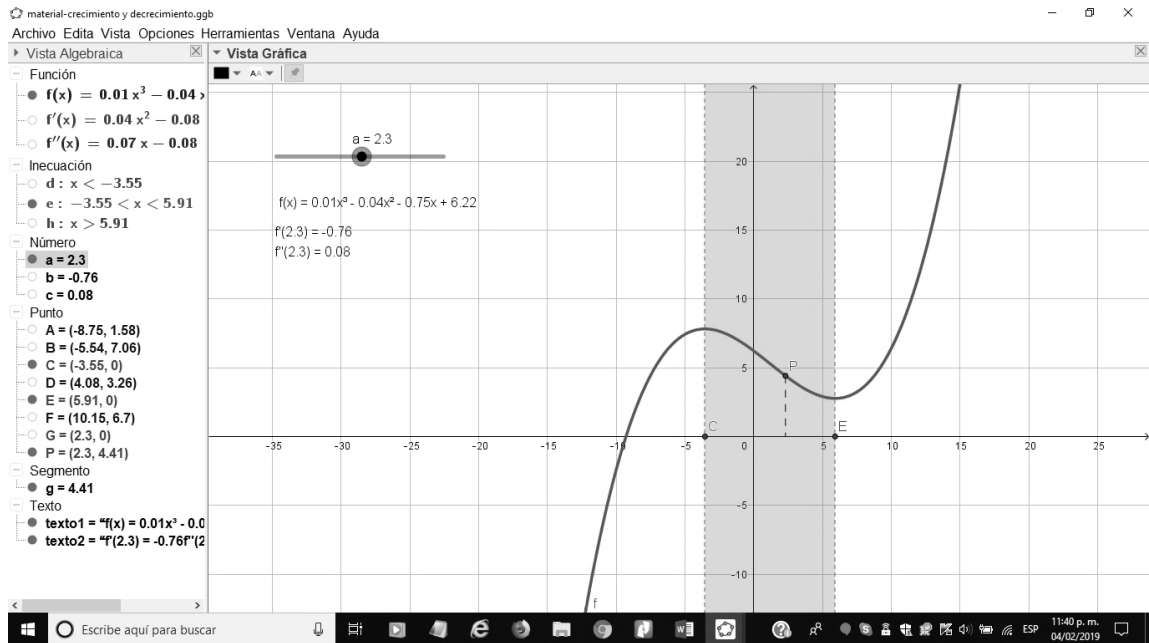 material-crecimiento y decrecimiento.ggb
Archivo Edita Vista Opciones Herramientas Ventana Ayuda
Vista Algebraica
Función
f(x) = 0.01 x³ − 0.04 x
f′(x) = 0.04 x² − 0.08
f′′(x) = 0.07 x − 0.08
Inecuación
d : x < −3.55
e : −3.55 < x < 5.91
h : x > 5.91
Número
a = 2.3
b = -0.76
c = 0.08
Punto
A = (-8.75, 1.58)
B = (-5.54, 7.06)
C = (-3.55, 0)
D = (4.08, 3.26)
E = (5.91, 0)
F = (10.15, 6.7)
G = (2.3, 0)
P = (2.3, 4.41)
Segmento
g = 4.41
Texto
texto1 = “f(x) = 0.01x³ - 0.0
texto2 = “f'(2.3) = -0.76f''(2
Vista Gráfica
AA
a = 2.3
f(x) = 0.01x³ - 0.04x² - 0.75x + 6.22
f'(2.3) = -0.76
f''(2.3) = 0.08
20
15
10
5
P
C
E
-35 -30 -25 -20 -15 -10 -5 0 5 10 15 20 25
-5
-10
f
Escribe aquí para buscar
ESP
11:40 p. m.
04/02/2019